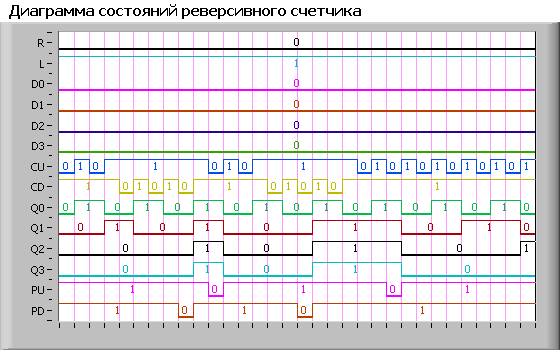 Диаграмма состояний реверсивного счетчика
R 0
L 1
D0 0
D1 0
D2 0
D3 0
CU 0 1 0 1 0 1 0 1 0 1 0 1 0 1 0 1 0 1 0 1
CD 1 0 1 0 1 0 1 0 1 0 1 0 1
Q0 0 1 0 1 0 1 0 1 0 1 0 1 0 1 0 1
Q1 0 1 0 1 0 1 0 1 0
Q2 0 1 0 1 0 1
Q3 0 1 0 1 0
PU 1 0 1 0 1
PD 1 0 1 0 1